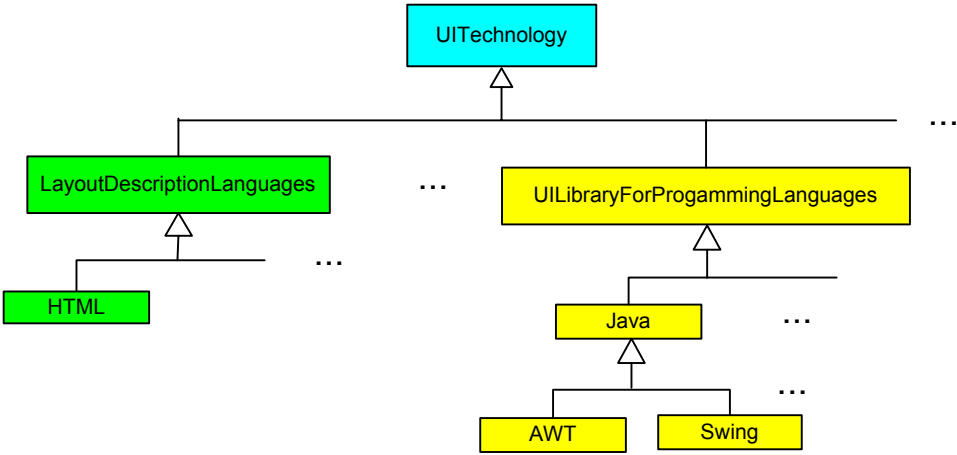 UITechnology
...
LayoutDescriptionLanguages
...
UILibraryForProgammingLanguages
...
HTML
Java
...
...
AWT
Swing